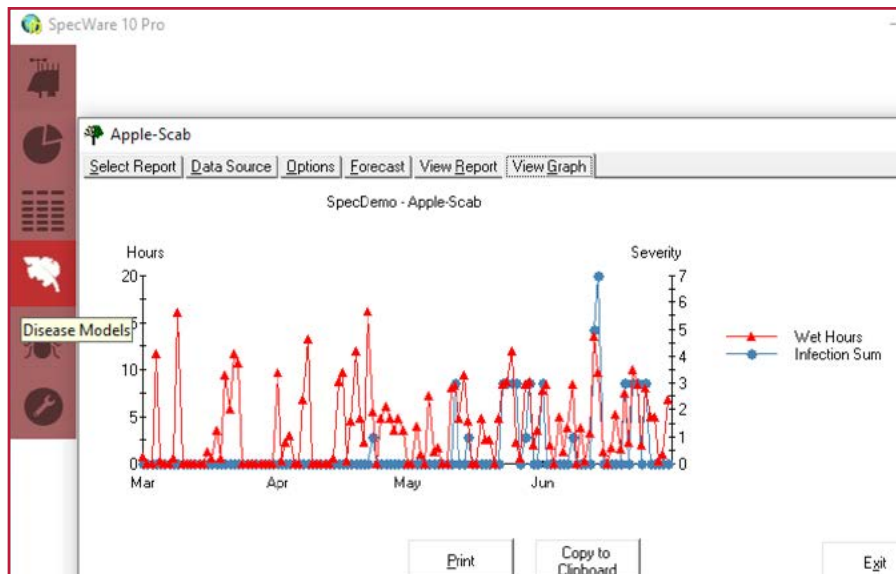 SpecWare 10 Pro
Apple-Scab
Select Report Data Source Options Forecast View Report View Graph
SpecDemo - Apple-Scab
Hours Severity
20 7
6
Disease Models 5 5
4
10 3
5 2
1
0 0
Mar Apr May Jun
Wet Hours
Infection Sum
Print Copy to Clipboard Exit